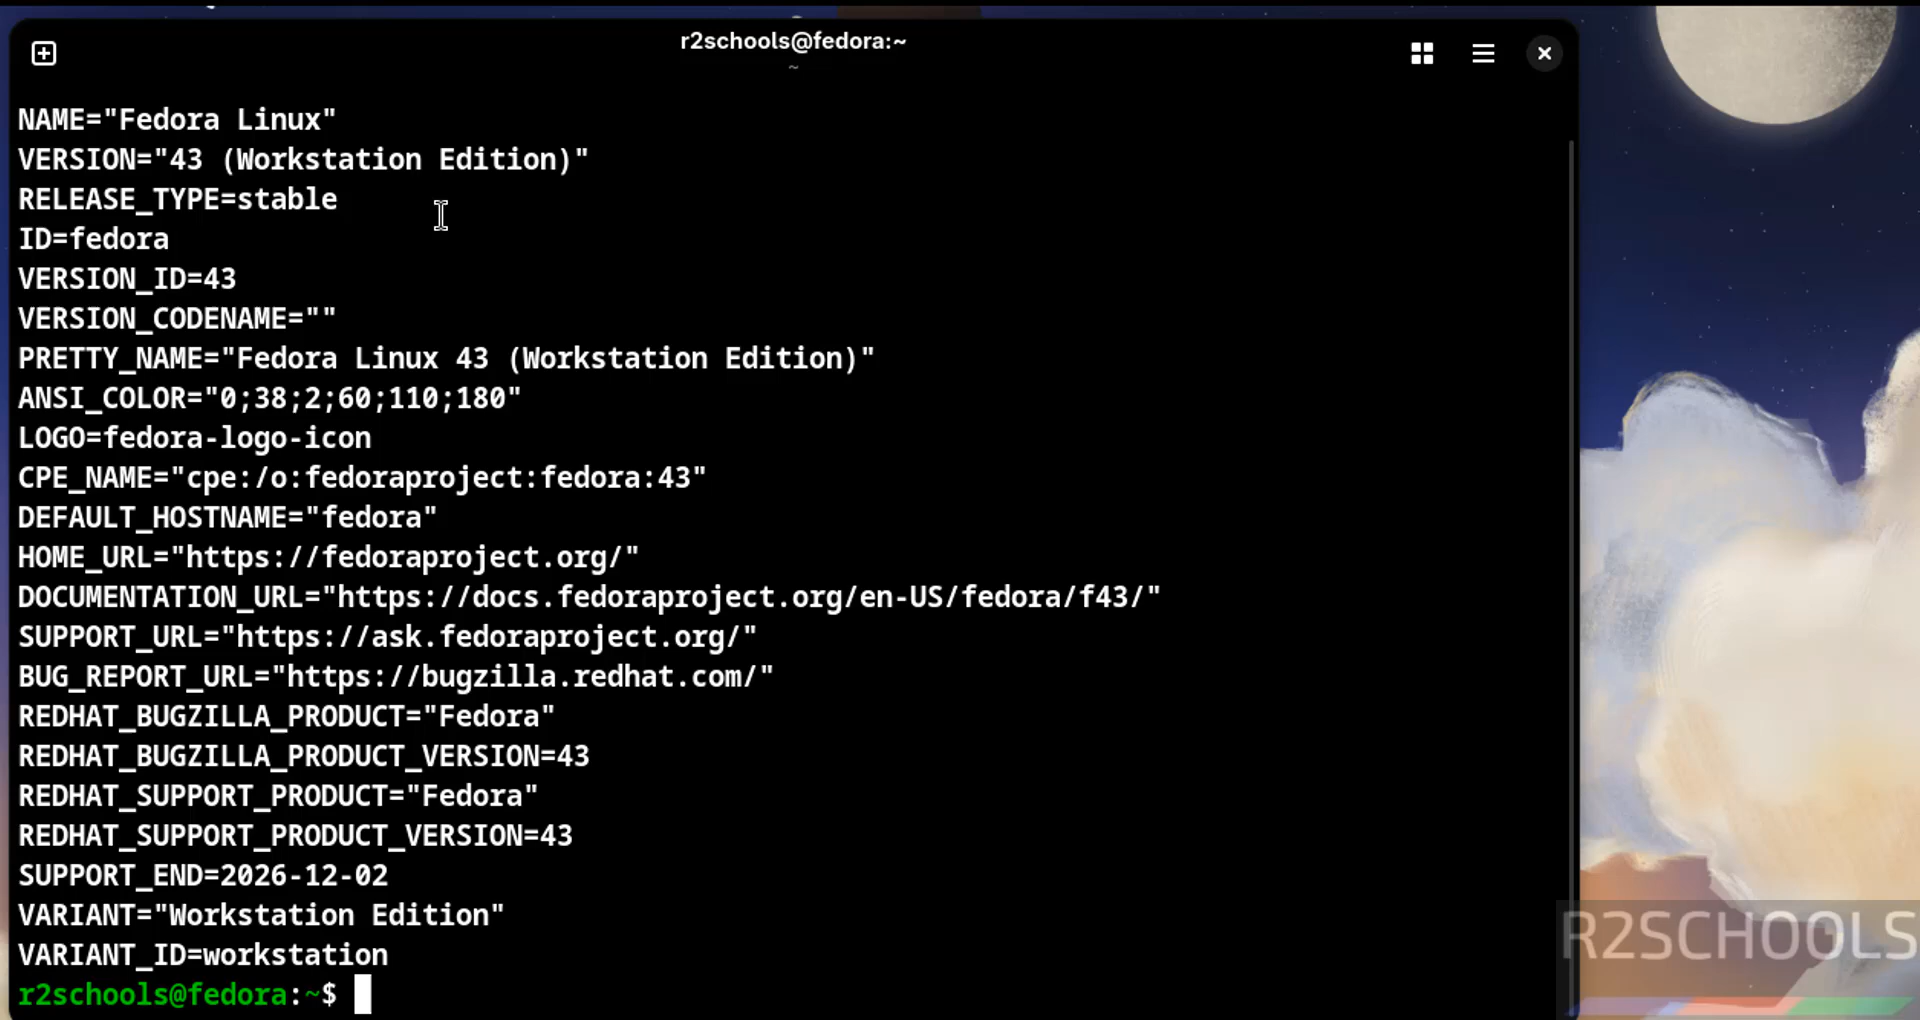 r2schools@fedora:~
~
NAME="Fedora Linux"
VERSION="43 (Workstation Edition)"
RELEASE_TYPE=stable
ID=fedora
VERSION_ID=43
VERSION_CODENAME=""
PRETTY_NAME="Fedora Linux 43 (Workstation Edition)"
ANSI_COLOR="0;38;2;60;110;180"
LOGO=fedora-logo-icon
CPE_NAME="cpe:/o:fedoraproject:fedora:43"
DEFAULT_HOSTNAME="fedora"
HOME_URL="https://fedoraproject.org/"
DOCUMENTATION_URL="https://docs.fedoraproject.org/en-US/fedora/f43/"
SUPPORT_URL="https://ask.fedoraproject.org/"
BUG_REPORT_URL="https://bugzilla.redhat.com/"
REDHAT_BUGZILLA_PRODUCT="Fedora"
REDHAT_BUGZILLA_PRODUCT_VERSION=43
REDHAT_SUPPORT_PRODUCT="Fedora"
REDHAT_SUPPORT_PRODUCT_VERSION=43
SUPPORT_END=2026-12-02
VARIANT="Workstation Edition"
VARIANT_ID=workstation
r2schools@fedora:~$
R2SCHOOLS